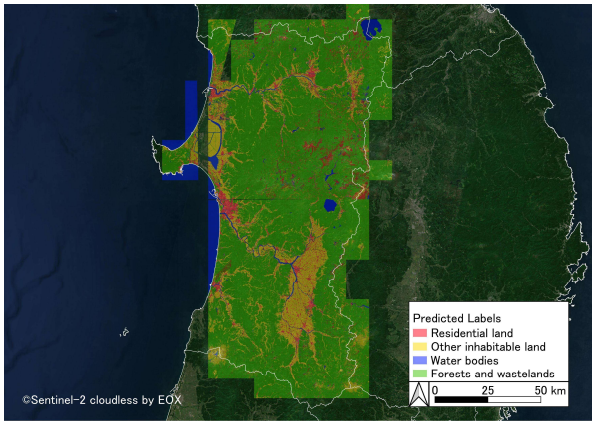 Predicted Labels
Residential land
Other inhabitable land
Water bodies
Forests and wastelands
0 25 50 km
©Sentinel-2 cloudless by EOX